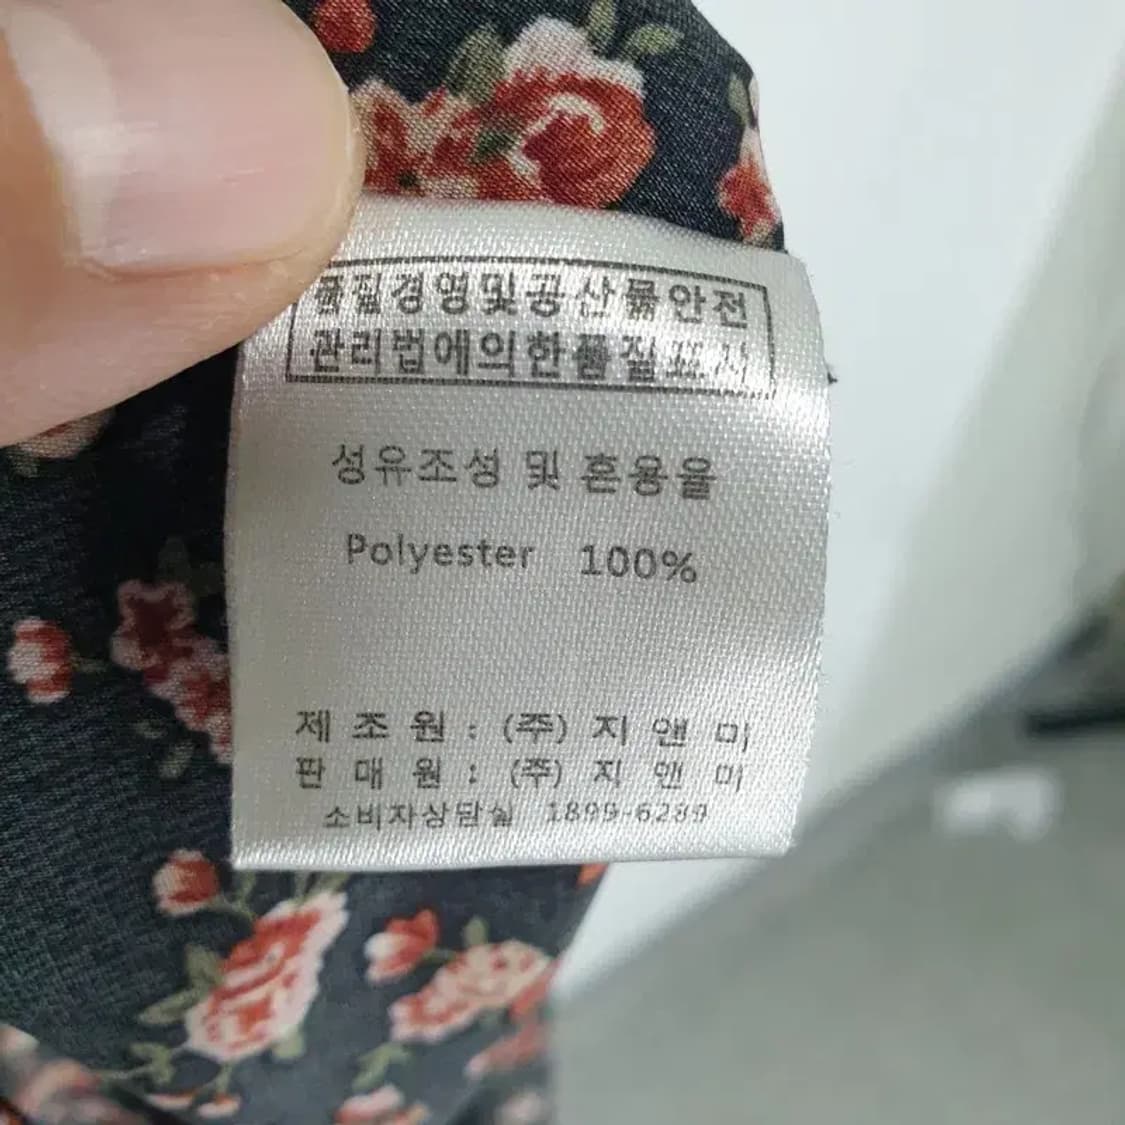 품질경영및공산품안전
관리법에의한품질표시
성유조성 및 혼용율
Polyester 100%
제 조 원 : (주) 지 앤 미
판 매 원 : (주) 지 앤 미
소비자상담실 1899-6289